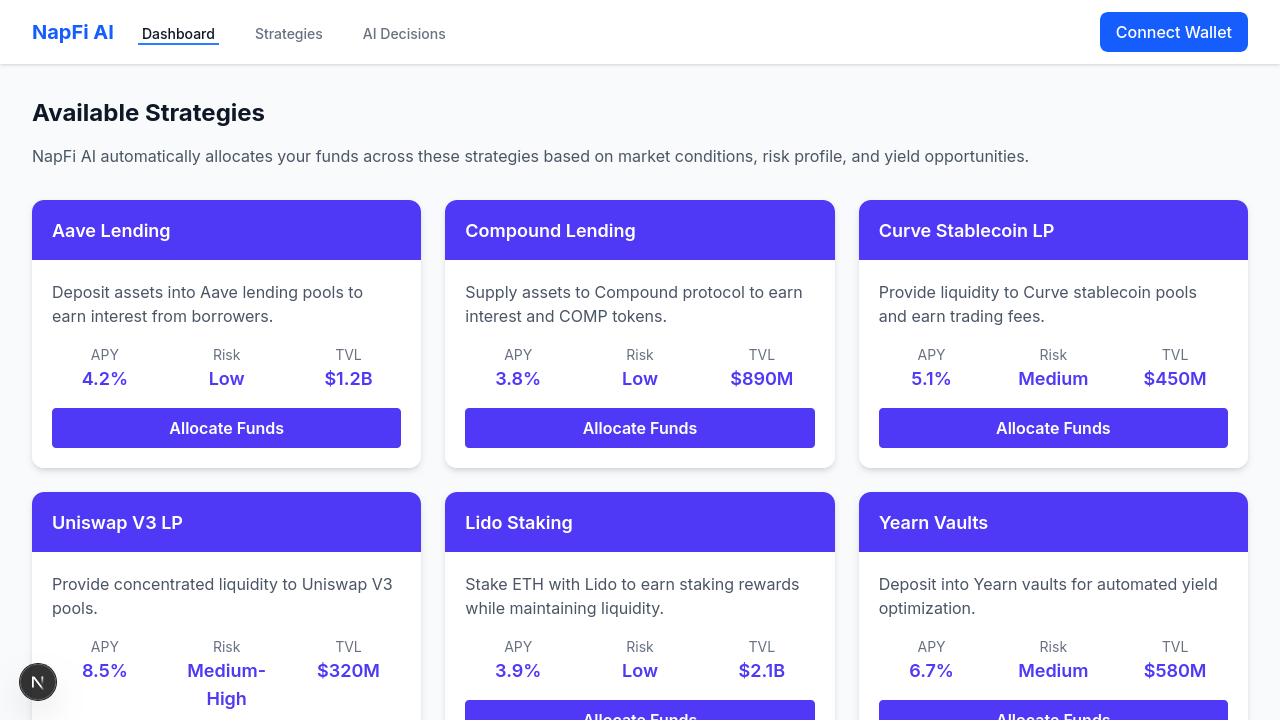 NapFi AI
Dashboard
Strategies
AI Decisions
Connect Wallet
Available Strategies
NapFi AI automatically allocates your funds across these strategies based on market conditions, risk profile, and yield opportunities.
Aave Lending
Deposit assets into Aave lending pools to
earn interest from borrowers.
APY
Risk
TVL
4.2%
Low
$1.2B
Allocate Funds
Compound Lending
Supply assets to Compound protocol to earn
interest and COMP tokens.
APY
Risk
TVL
3.8%
Low
$890M
Allocate Funds
Curve Stablecoin LP
Provide liquidity to Curve stablecoin pools
and earn trading fees.
APY
Risk
TVL
5.1%
Medium
$450M
Allocate Funds
Uniswap V3 LP
Provide concentrated liquidity to Uniswap V3
pools.
APY
Risk
TVL
8.5%
Medium-
High
$320M
Lido Staking
Stake ETH with Lido to earn staking rewards
while maintaining liquidity.
APY
Risk
TVL
3.9%
Low
$2.1B
Allocate Funds
Yearn Vaults
Deposit into Yearn vaults for automated yield
optimization.
APY
Risk
TVL
6.7%
Medium
$580M
Allocate Funds
N